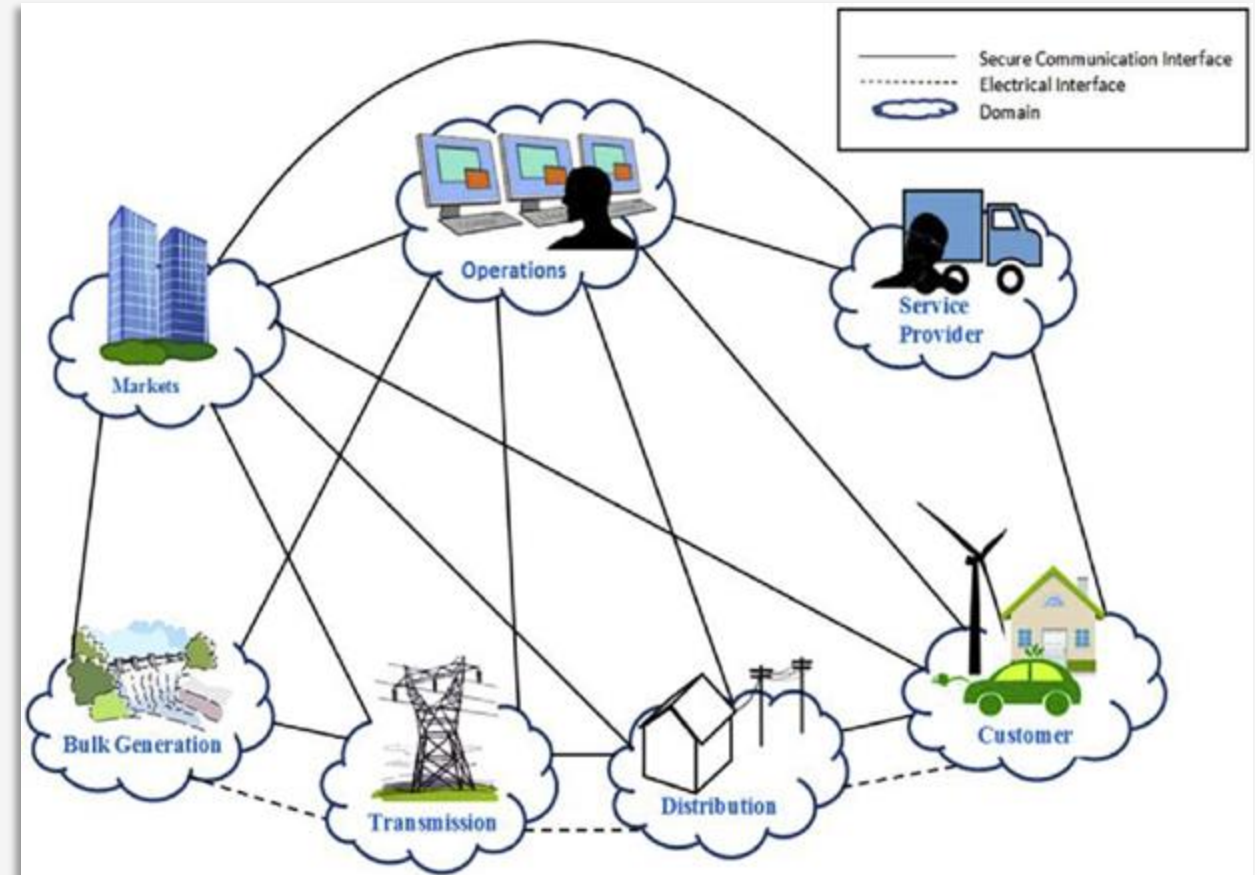 Secure Communication Interface
Electrical Interface
Domain
Operations
Service
Provider
Markets
Bulk Generation
Transmission
Distribution
Customer